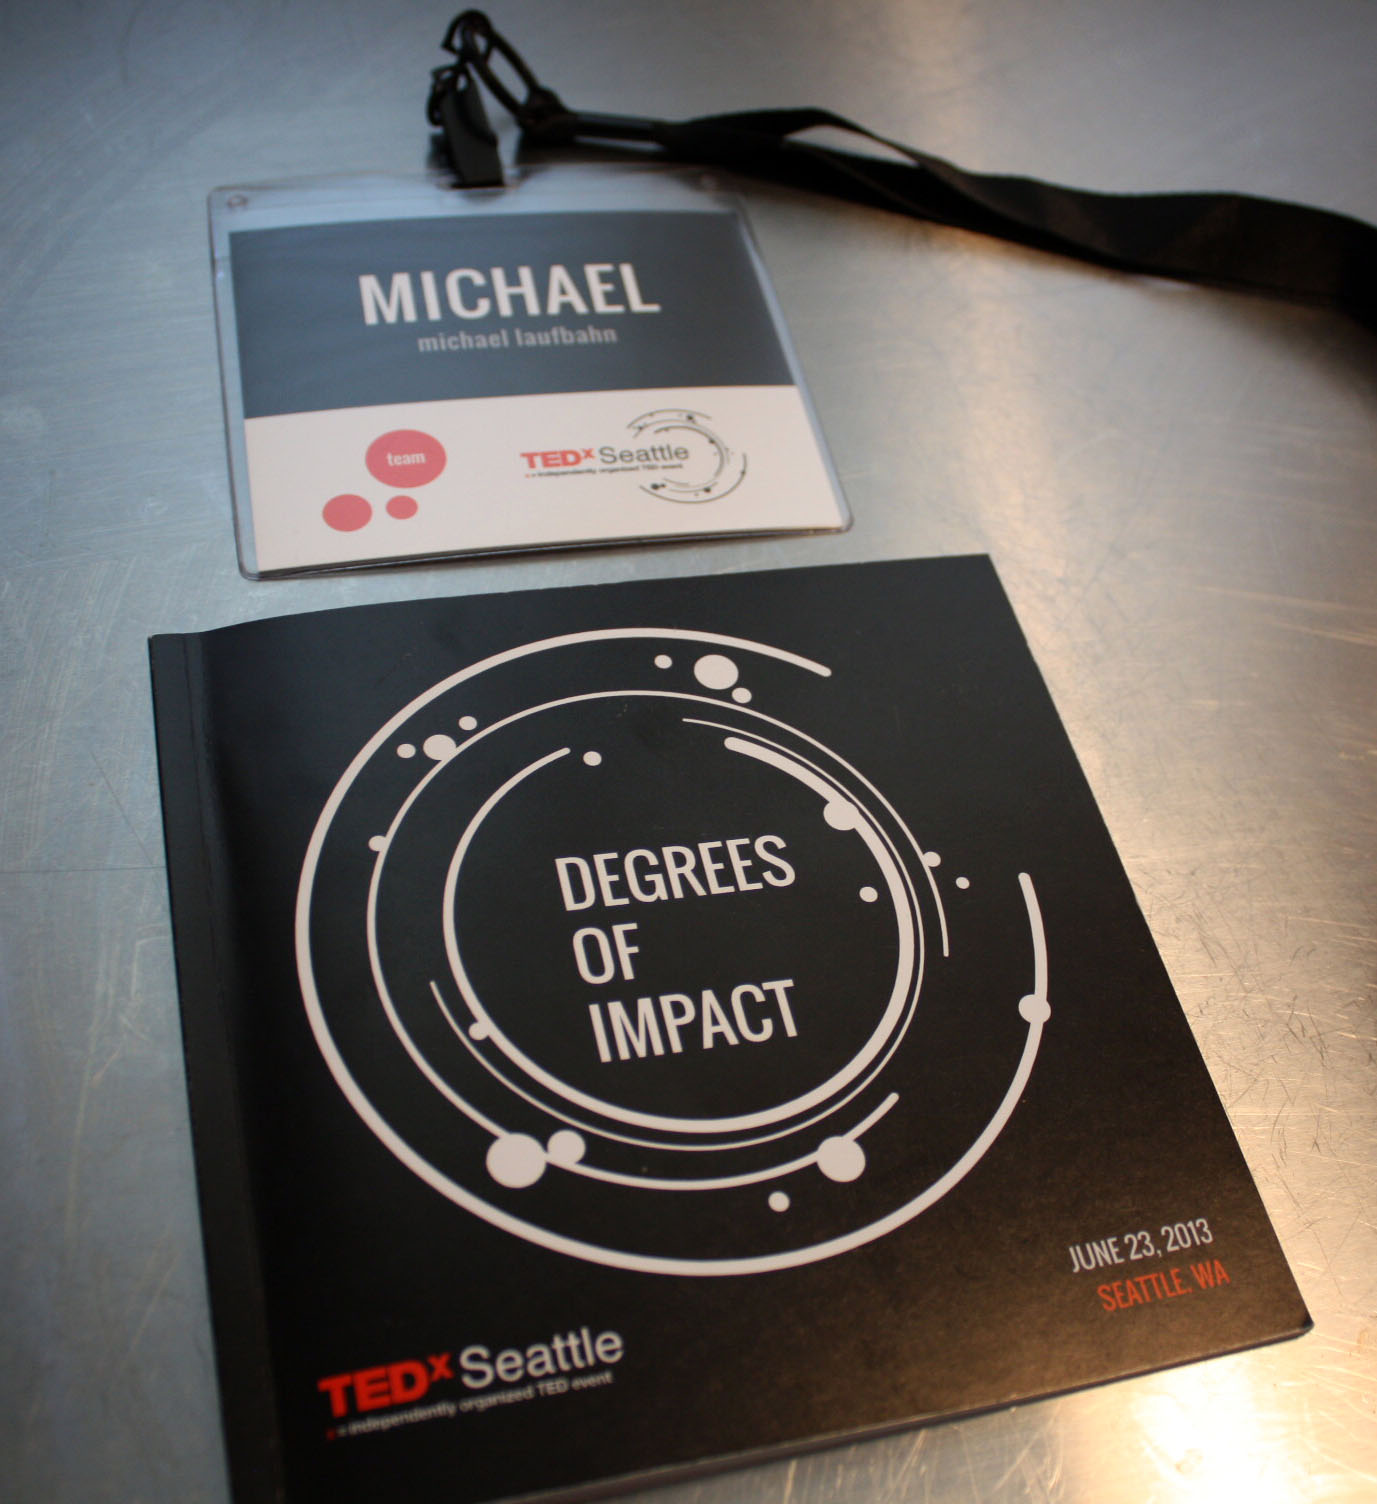 MICHAEL
michael laufbahn
team
TEDx Seattle
x = independently organized TED event
DEGREES
OF
IMPACT
JUNE 23, 2013
SEATTLE, WA
TEDx Seattle
x = independently organized TED event